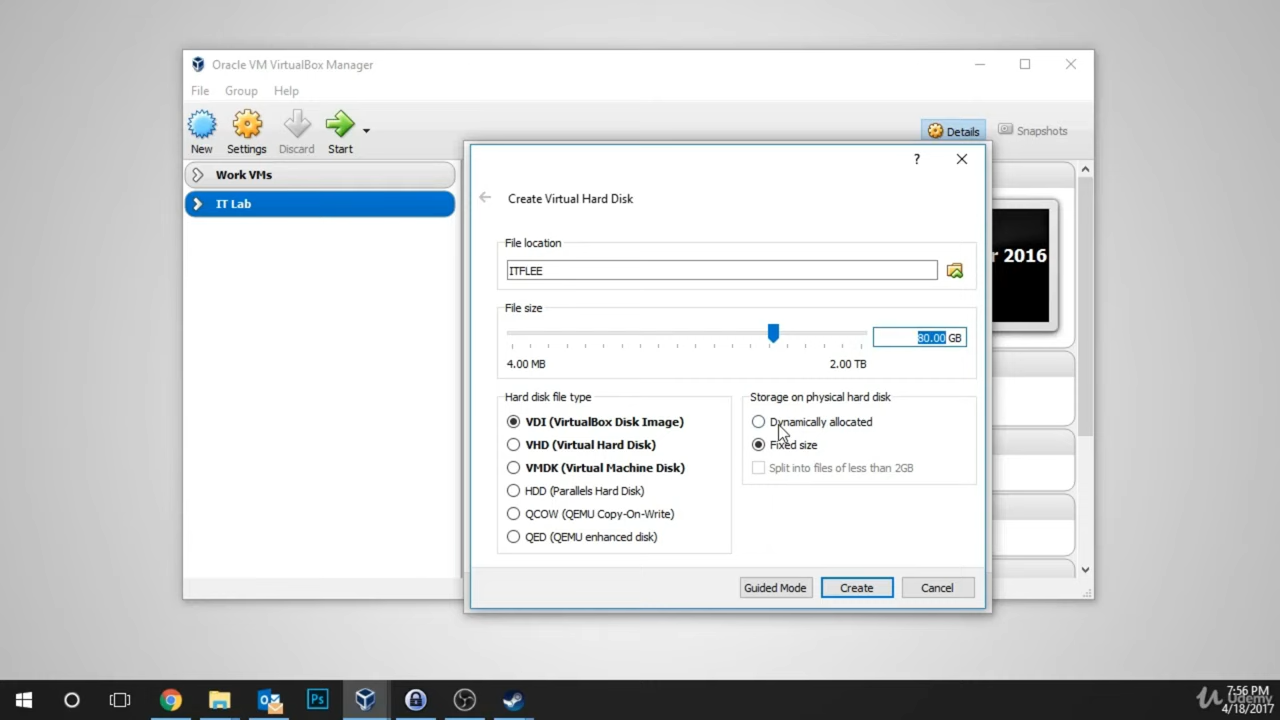 Oracle VM VirtualBox Manager
File Group Help
New Settings Discard Start
Details Snapshots
Work VMs
IT Lab
r 2016
?
Create Virtual Hard Disk
File location
ITFLEE
File size
80.00 GB
4.00 MB 2.00 TB
Hard disk file type
VDI (VirtualBox Disk Image)
VHD (Virtual Hard Disk)
VMDK (Virtual Machine Disk)
HDD (Parallels Hard Disk)
QCOW (QEMU Copy-On-Write)
QED (QEMU enhanced disk)
Storage on physical hard disk
Dynamically allocated
Fixed size
Split into files of less than 2GB
Guided Mode Create Cancel
Ps
7:56 PM
4/18/2017
Udemy